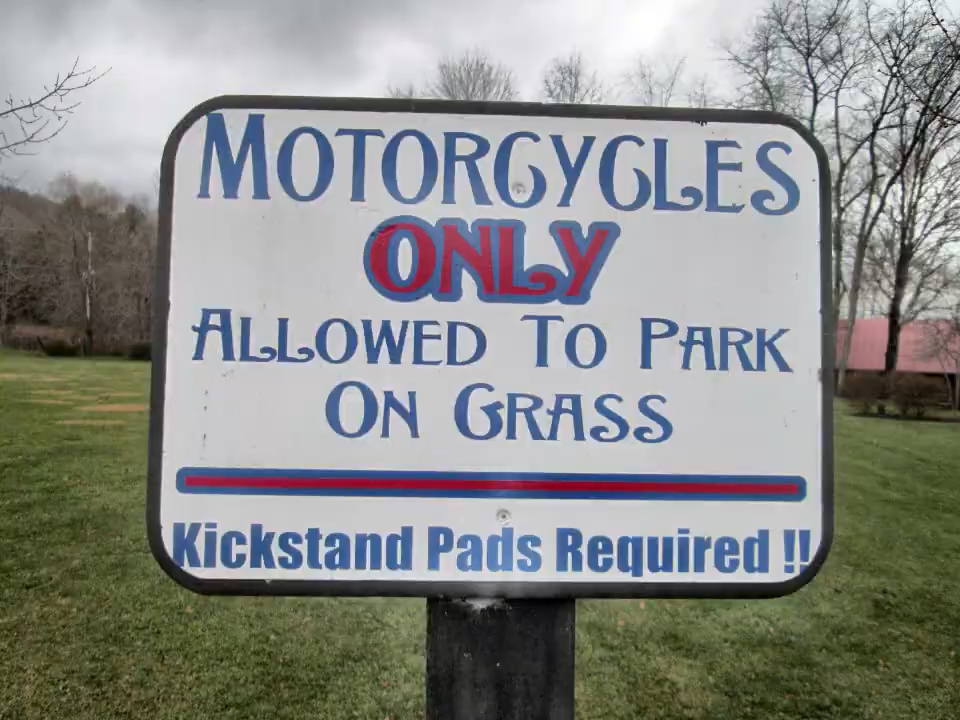 MOTORCYCLES
ONLY
ALLOWED TO PARK
ON GRASS
Kickstand Pads Required !!